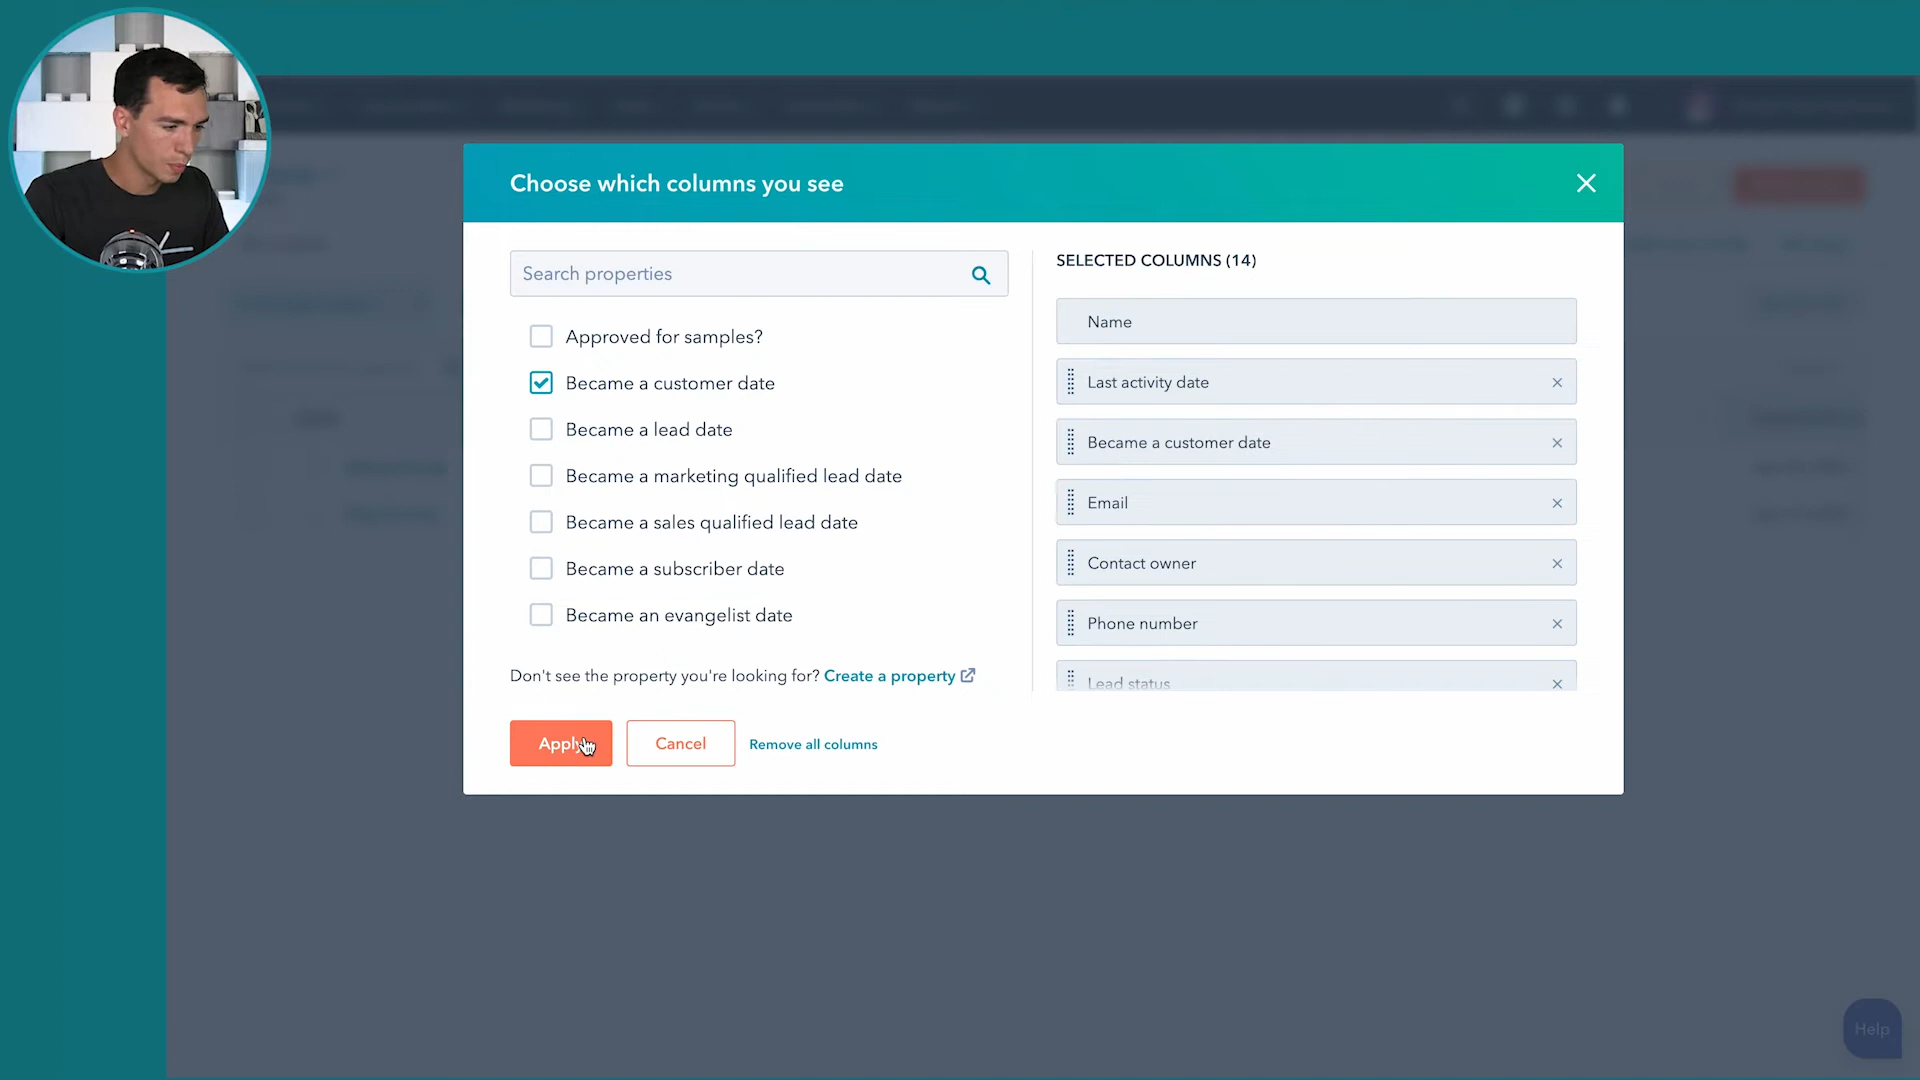 Choose which columns you see
Search properties
Approved for samples?
Became a customer date
Became a lead date
Became a marketing qualified lead date
Became a sales qualified lead date
Became a subscriber date
Became an evangelist date
Don't see the property you're looking for? Create a property
Apply
Cancel
Remove all columns
SELECTED COLUMNS (14)
Name
Last activity date
Became a customer date
Email
Contact owner
Phone number
Lead status
Help